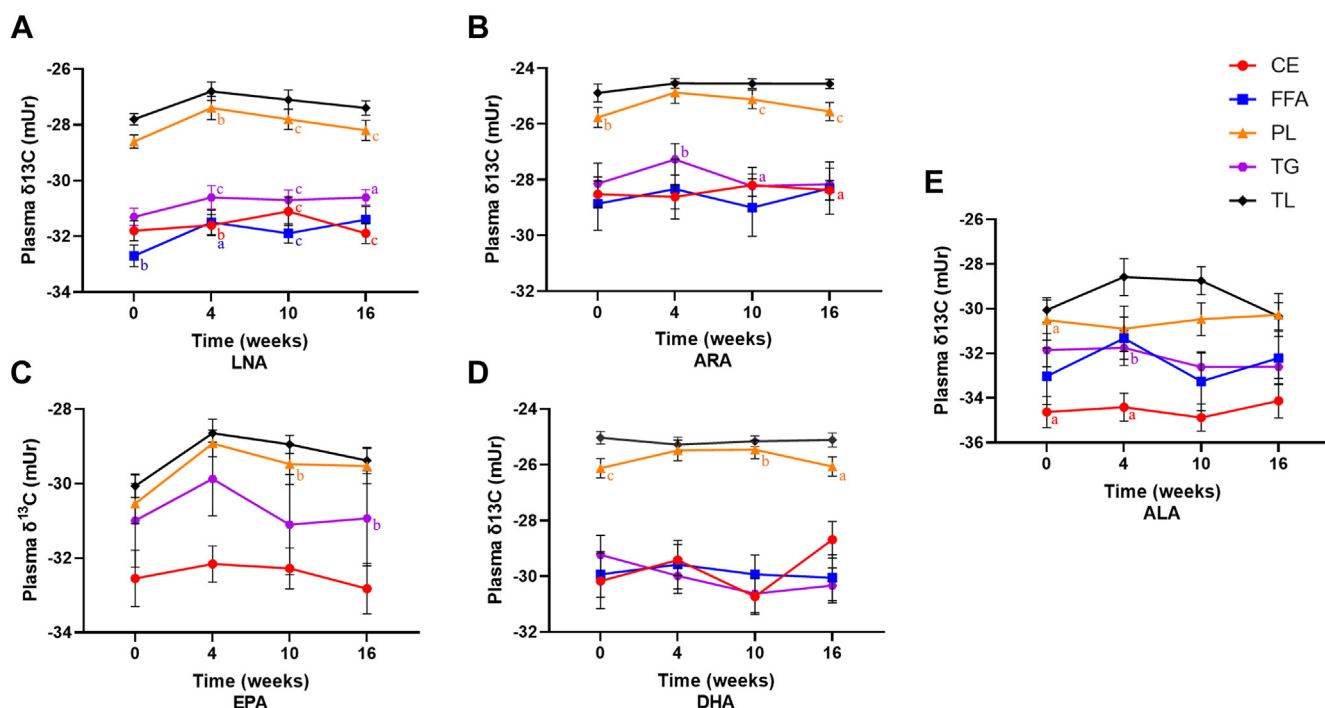 A
-26
-28
-30
-32
-34
Plasma δ13C (mUr)
b
c
c
c
c
a
b
c
c
b
a
c
0 4 10 16
Time (weeks)
LNA
B
-24
-26
-28
-30
-32
Plasma δ13C (mUr)
b
c
c
b
a
a
0 4 10 16
Time (weeks)
ARA
CE
FFA
PL
TG
TL
C
-28
-30
-32
-34
Plasma δ¹³C (mUr)
b
b
0 4 10 16
Time (weeks)
EPA
D
-24
-26
-28
-30
-32
Plasma δ13C (mUr)
c
b
a
0 4 10 16
Time (weeks)
DHA
E
-26
-28
-30
-32
-34
-36
Plasma δ13C (mUr)
a
b
a
a
0 4 10 16
Time (weeks)
ALA